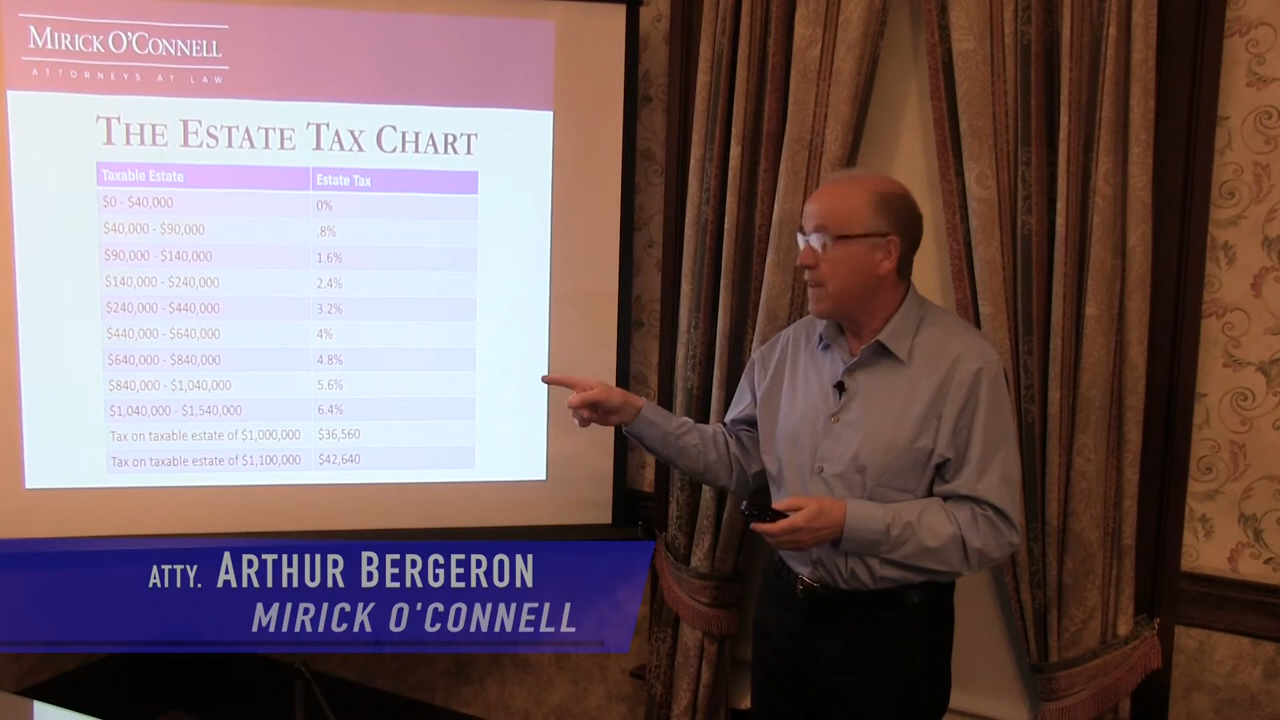 MIRICK O'CONNELL
ATTORNEYS AT LAW
THE ESTATE TAX CHART
Taxable Estate Estate Tax
$0 - $40,000 0%
$40,000 - $90,000 .8%
$90,000 - $140,000 1.6%
$140,000 - $240,000 2.4%
$240,000 - $440,000 3.2%
$440,000 - $640,000 4%
$640,000 - $840,000 4.8%
$840,000 - $1,040,000 5.6%
$1,040,000 - $1,540,000 6.4%
Tax on taxable estate of $1,000,000 $36,560
Tax on taxable estate of $1,100,000 $42,640
ATTY. ARTHUR BERGERON
MIRICK O'CONNELL